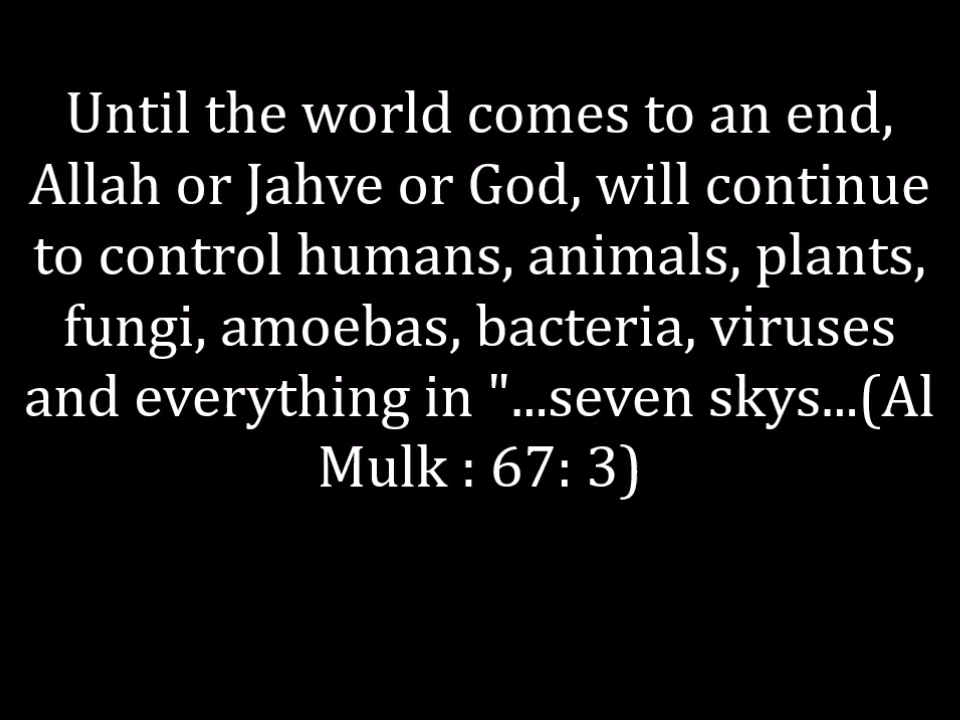 Until the world comes to an end,
Allah or Jahve or God, will continue
to control humans, animals, plants,
fungi, amoebas, bacteria, viruses
and everything in "...seven skys...(Al
Mulk : 67: 3)